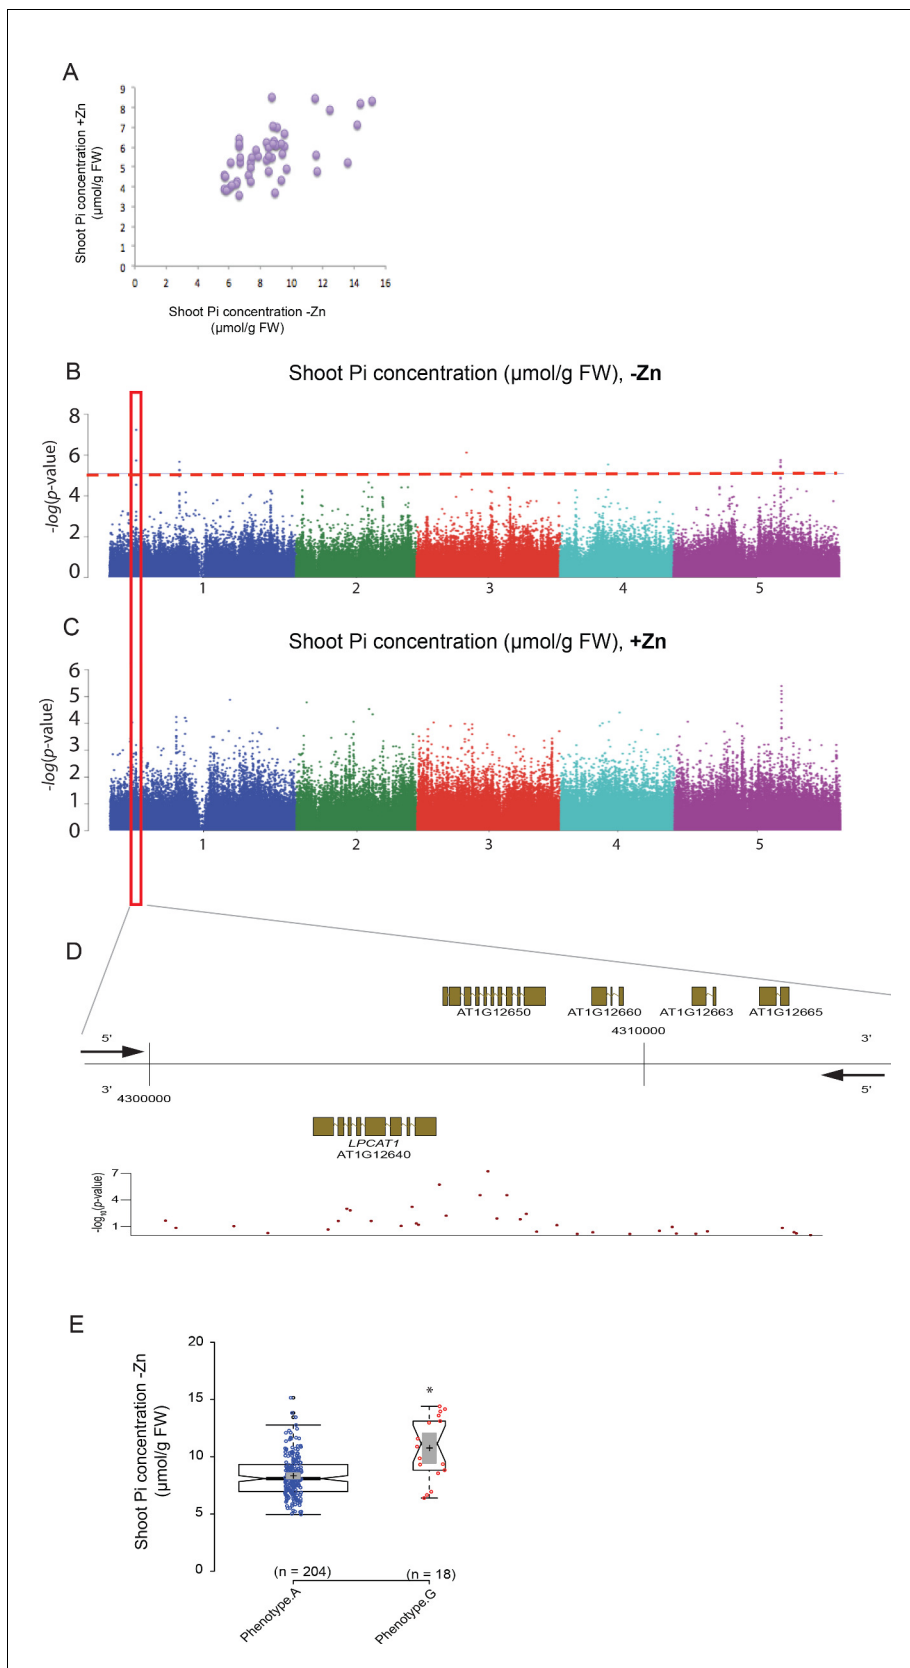 A
Shoot Pi concentration +Zn
(µmol/g FW)
9
8
7
6
5
4
3
2
1
0
0 2 4 6 8 10 12 14 16
Shoot Pi concentration -Zn
(µmol/g FW)
B
Shoot Pi concentration (µmol/g FW), -Zn
-log(p-value)
8
6
4
2
0
1 2 3 4 5
C
Shoot Pi concentration (µmol/g FW), +Zn
-log(p-value)
6
5
4
3
2
1
0
1 2 3 4 5
D
AT1G12650 AT1G12660 AT1G12663 AT1G12665
4310000
5' 3'
3' 5'
4300000
LPCAT1
AT1G12640
-log10(p-value)
7
4
1
E
Shoot Pi concentration -Zn
(µmol/g FW)
20
15
10
5
0
*
(n = 204) (n = 18)
Phenotype.A Phenotype.G